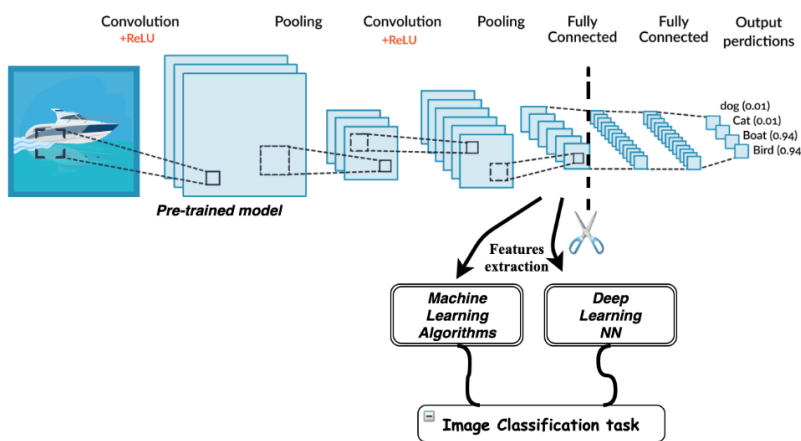 Convolution
+ReLU
Pooling
Convolution
+ReLU
Pooling
Fully
Connected
Fully
Connected
Output
perdictions
dog (0.01)
Cat (0.01)
Boat (0.94)
Bird (0.94
Pre-trained model
Features
extraction
Machine
Learning
Algorithms
Deep
Learning
NN
Image Classification task